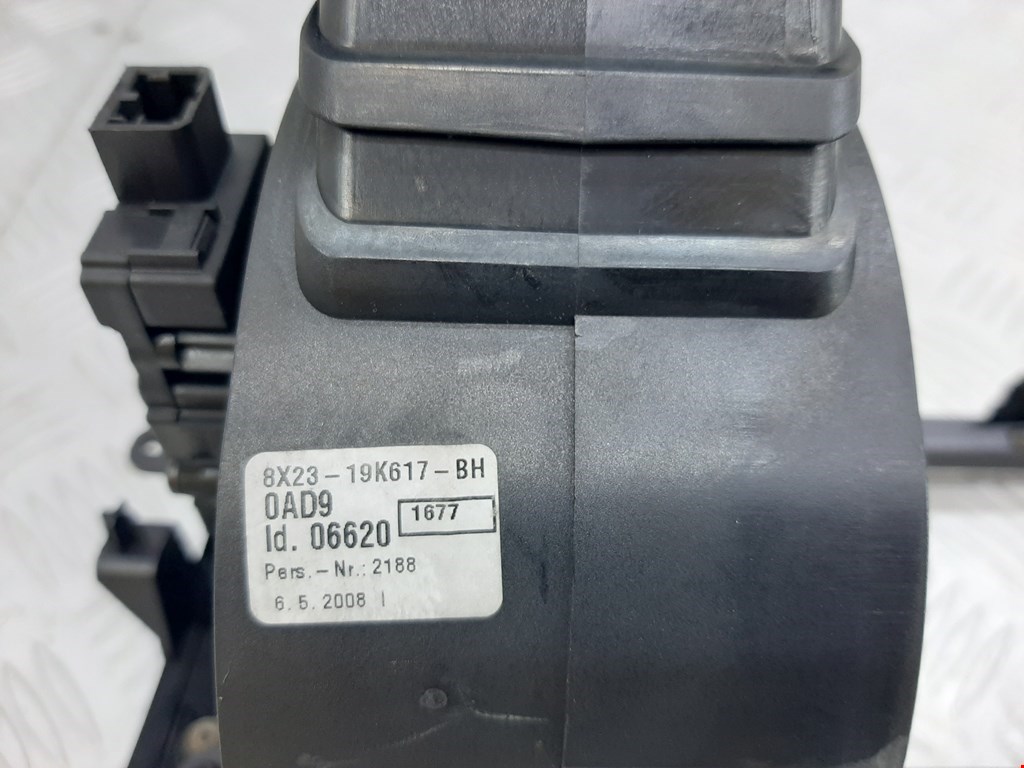 8X23-19K617-BH
0AD9
Id. 06620 1677
Pers.-Nr.: 2188
6.5.2008 I